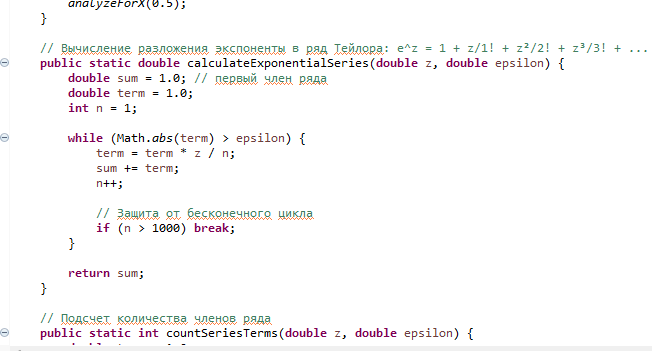 analyzeForX(0.5);
}
// Вычисление разложения экспоненты в ряд Тейлора: e^z = 1 + z/1! + z²/2! + z³/3! + ...
public static double calculateExponentialSeries(double z, double epsilon) {
double sum = 1.0; // первый член ряда
double term = 1.0;
int n = 1;
while (Math.abs(term) > epsilon) {
term = term * z / n;
sum += term;
n++;
// Защита от бесконечного цикла
if (n > 1000) break;
}
return sum;
}
// Подсчет количества членов ряда
public static int countSeriesTerms(double z, double epsilon) {